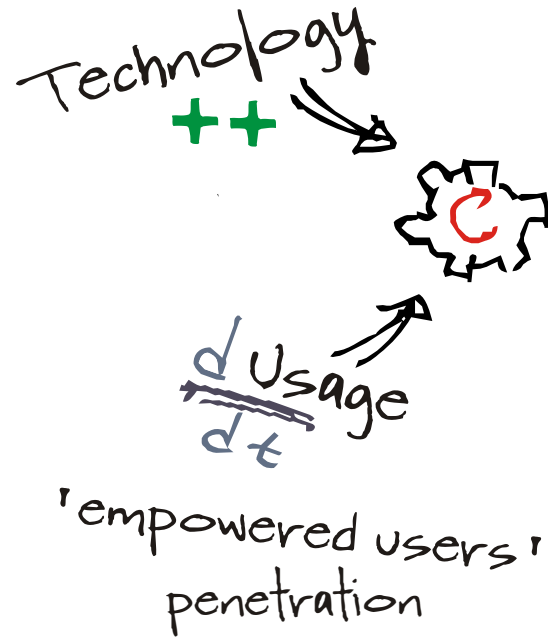 Technology
++
d Usage
dt
'empowered users'
penetration